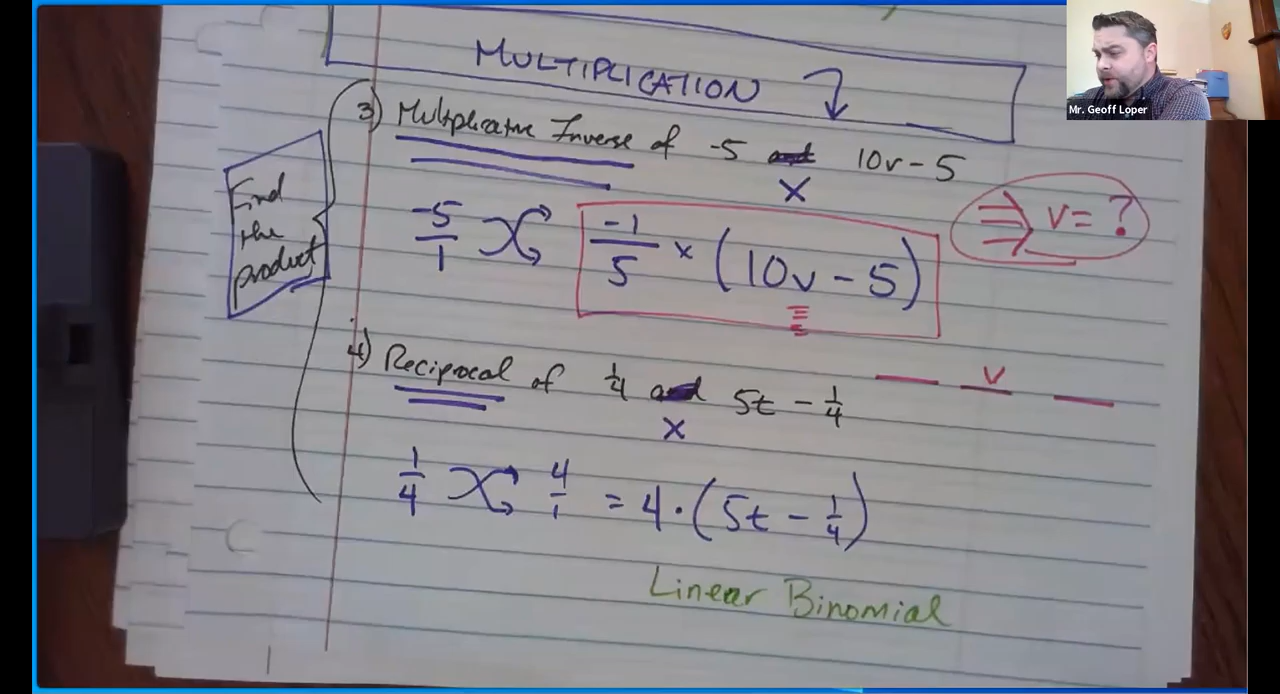 MULTIPLICATION
Mr. Geoff Loper
3) Multiplicative Inverse of -5 and 10v - 5
x
Find
the
product
-5/1 -1/5 x (10v - 5)
⇒ v = ?
4) Reciprocal of 1/4 and 5t - 1/4
x
v
1/4 4/1 = 4 · (5t - 1/4)
Linear Binomial